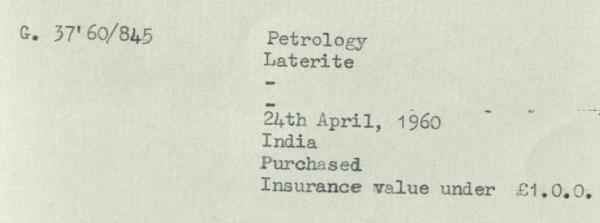 G. 37'60/845 Petrology
Laterite
-
-
24th April, 1960
India
Purchased
Insurance value under £1.0.0.